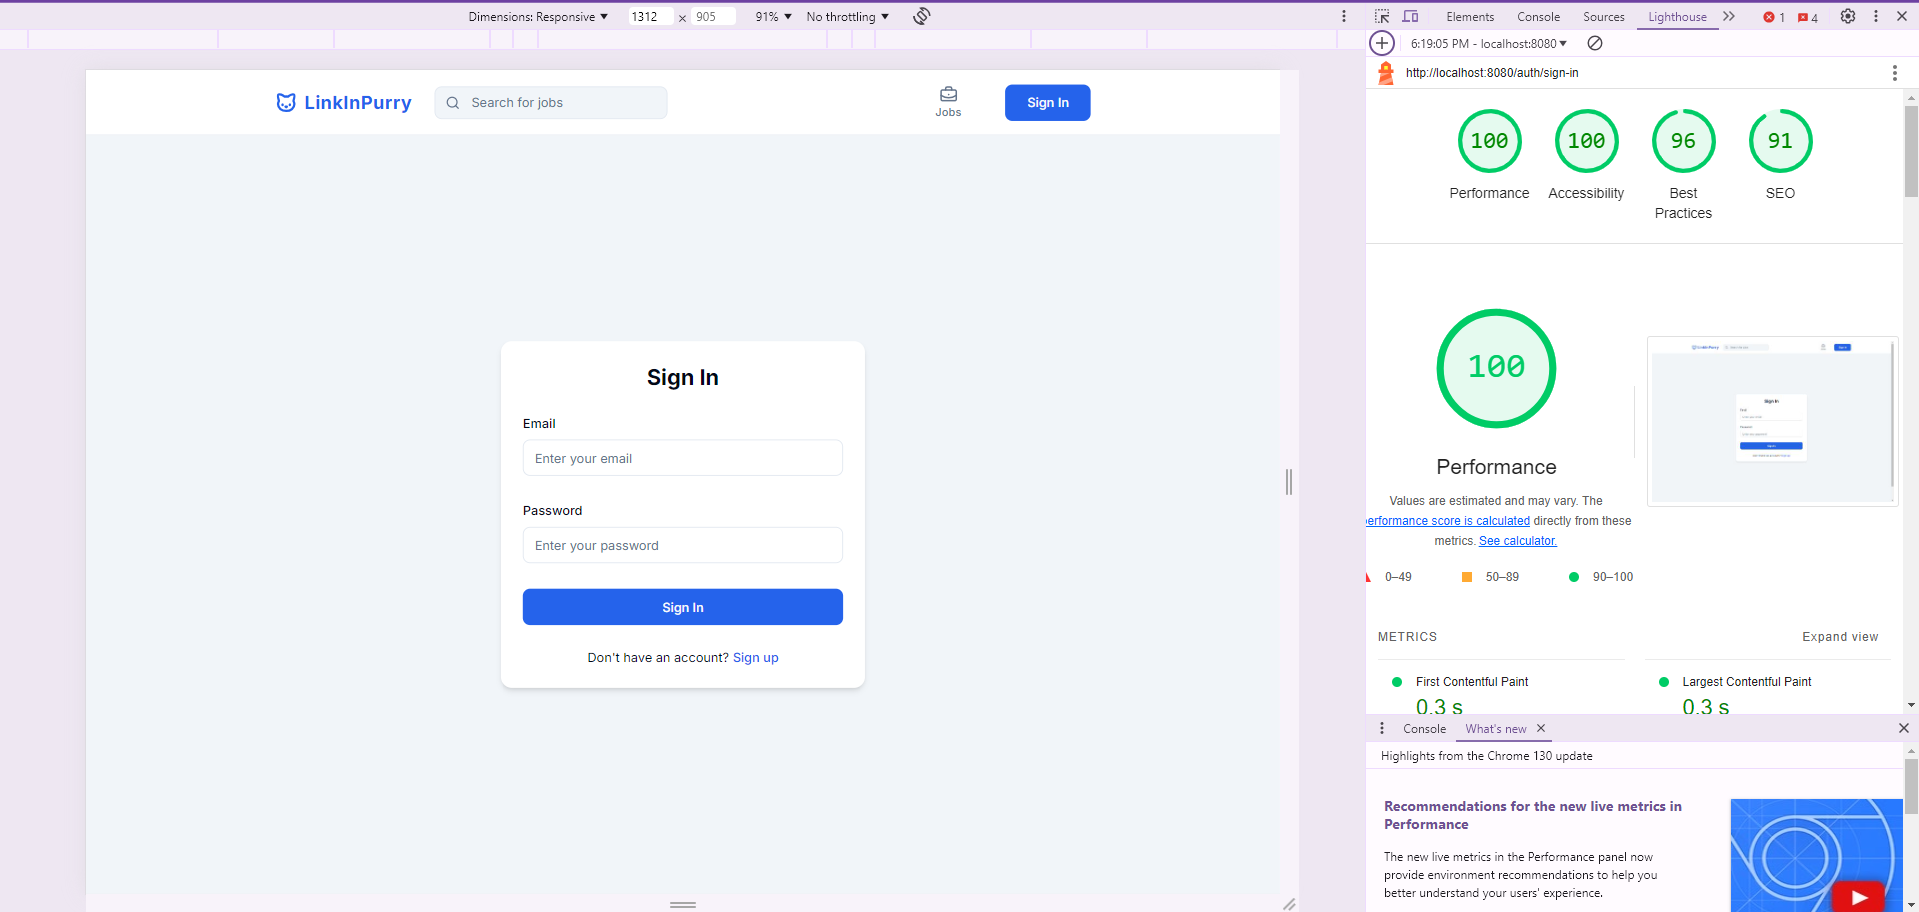 Dimensions: Responsive ▼ 1312 × 905 91% ▼ No throttling ▼
Elements Console Sources Lighthouse 1 4
6:19:05 PM - localhost:8080 ▼
http://localhost:8080/auth/sign-in
LinkInPurry
Search for jobs
Jobs
Sign In
Sign In
Email
Enter your email
Password
Enter your password
Sign In
Don't have an account? Sign up
100 100 96 91
Performance Accessibility Best Practices SEO
100
Performance
Values are estimated and may vary. The
performance score is calculated directly from these
metrics. See calculator.
0–49 50–89 90–100
METRICS Expand view
First Contentful Paint
0.3 s
Largest Contentful Paint
0.3 s
Console What's new
Highlights from the Chrome 130 update
Recommendations for the new live metrics in
Performance
The new live metrics in the Performance panel now
provide environment recommendations to help you
better understand your users' experience.